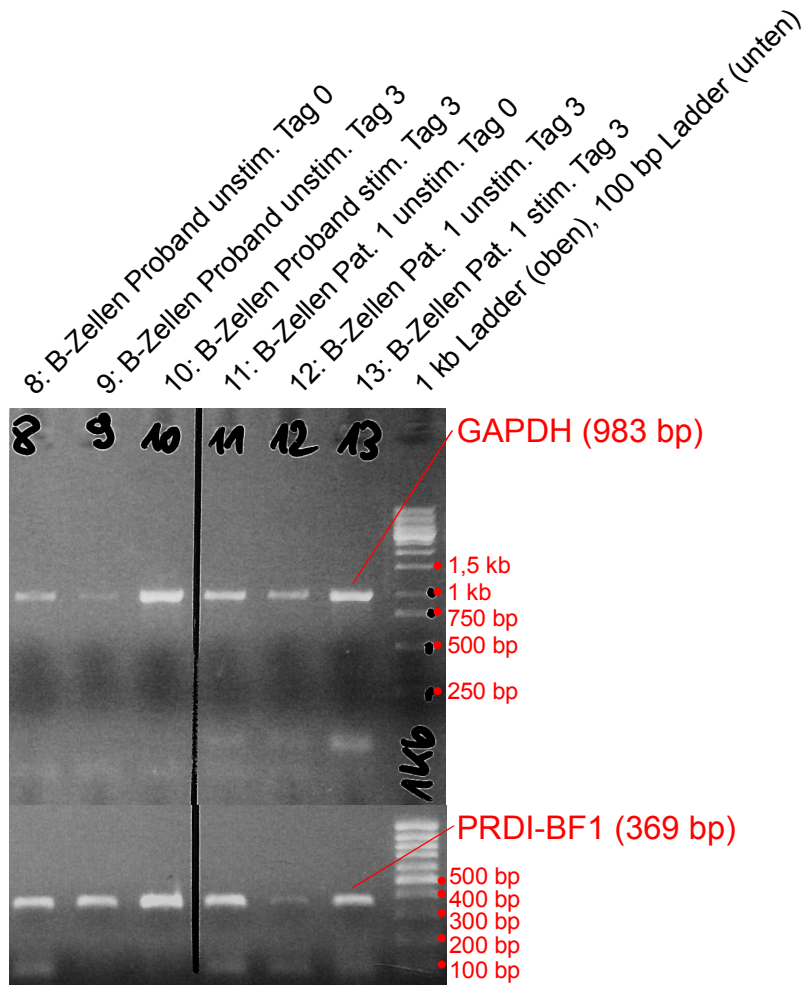 8: B-Zellen Proband unstim. Tag 0
9: B-Zellen Proband unstim. Tag 3
10: B-Zellen Proband stim. Tag 3
11: B-Zellen Pat. 1 unstim. Tag 0
12: B-Zellen Pat. 1 unstim. Tag 3
13: B-Zellen Pat. 1 stim. Tag 3
1 kb Ladder (oben), 100 bp Ladder (unten)
8 9 10 11 12 13
GAPDH (983 bp)
1,5 kb
1 kb
750 bp
500 bp
250 bp
1Kb
PRDI-BF1 (369 bp)
500 bp
400 bp
300 bp
200 bp
100 bp